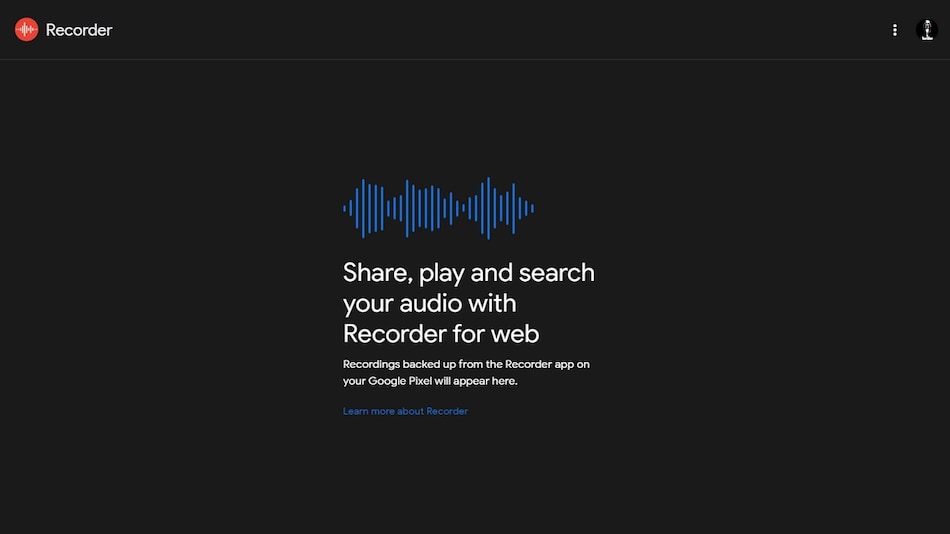 Recorder
Share, play and search
your audio with
Recorder for web
Recordings backed up from the Recorder app on
your Google Pixel will appear here.
Learn more about Recorder